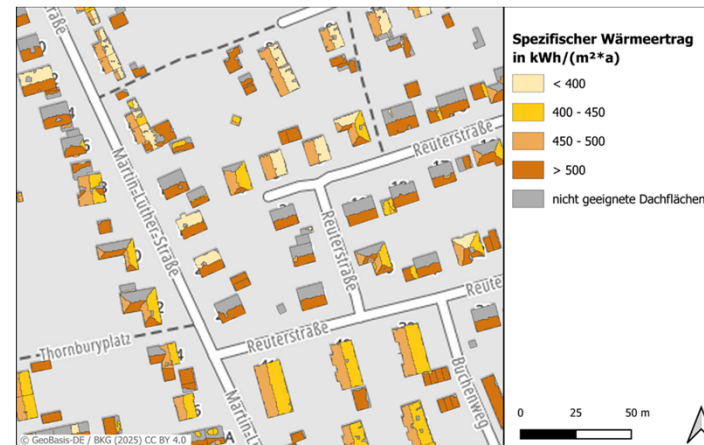 Spezifischer Wärmeertrag
in kWh/(m²*a)
< 400
400 - 450
450 - 500
> 500
nicht geeignete Dachflächen
Martin-Luther-Straße
Reuterstraße
Reuterstraße
Reuterstraße
Reute
Thornburyplatz
Buchenweg
Martin-Lu
0 25 50 m
© GeoBasis-DE / BKG (2025) CC BY 4.0